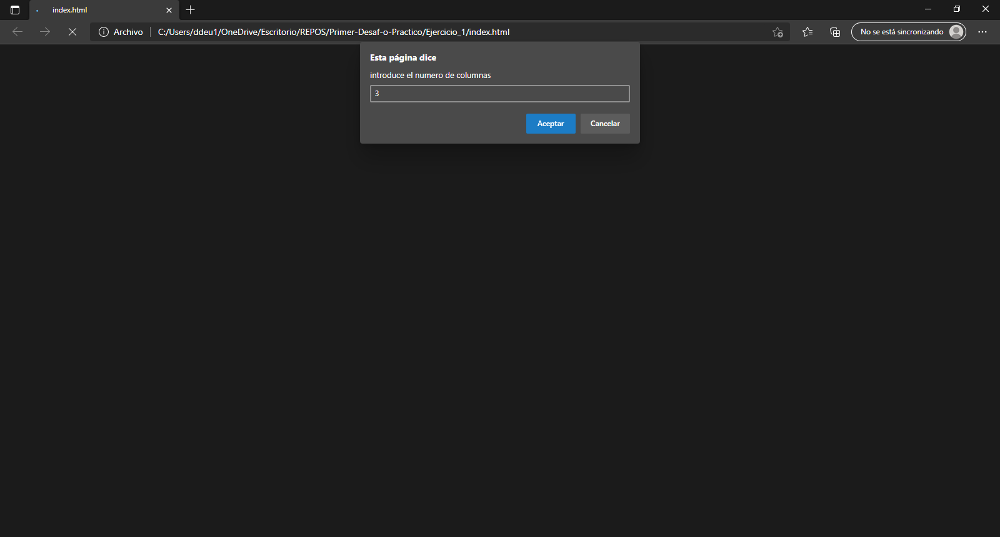 index.html
Archivo
C:/Users/ddeu1/OneDrive/Escritorio/REPOS/Primer-Desaf-o-Practico/Ejercicio_1/index.html
No se está sincronizando
Esta página dice
introduce el numero de columnas
3
Aceptar
Cancelar